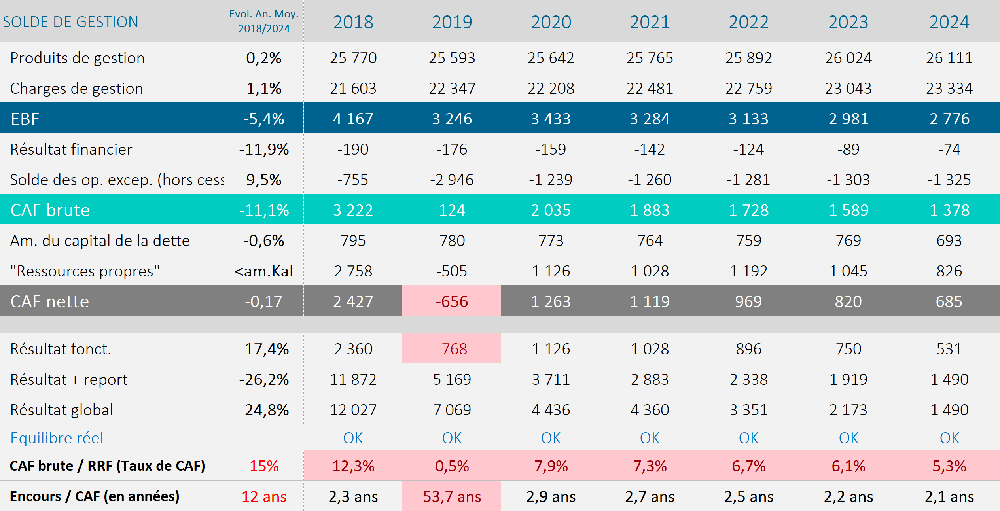 SOLDE DE GESTION Evol. An. Moy. 2018/2024 2018 2019 2020 2021 2022 2023 2024
Produits de gestion 0,2% 25 770 25 593 25 642 25 765 25 892 26 024 26 111
Charges de gestion 1,1% 21 603 22 347 22 208 22 481 22 759 23 043 23 334
EBF -5,4% 4 167 3 246 3 433 3 284 3 133 2 981 2 776
Résultat financier -11,9% -190 -176 -159 -142 -124 -89 -74
Solde des op. excep. (hors cess 9,5% -755 -2 946 -1 239 -1 260 -1 281 -1 303 -1 325
CAF brute -11,1% 3 222 124 2 035 1 883 1 728 1 589 1 378
Am. du capital de la dette -0,6% 795 780 773 764 759 769 693
"Ressources propres" <am.Kal 2 758 -505 1 126 1 028 1 192 1 045 826
CAF nette -0,17 2 427 -656 1 263 1 119 969 820 685
Résultat fonct. -17,4% 2 360 -768 1 126 1 028 896 750 531
Résultat + report -26,2% 11 872 5 169 3 711 2 883 2 338 1 919 1 490
Résultat global -24,8% 12 027 7 069 4 436 4 360 3 351 2 173 1 490
Equilibre réel OK OK OK OK OK OK OK
CAF brute / RRF (Taux de CAF) 15% 12,3% 0,5% 7,9% 7,3% 6,7% 6,1% 5,3%
Encours / CAF (en années) 12 ans 2,3 ans 53,7 ans 2,9 ans 2,7 ans 2,5 ans 2,2 ans 2,1 ans